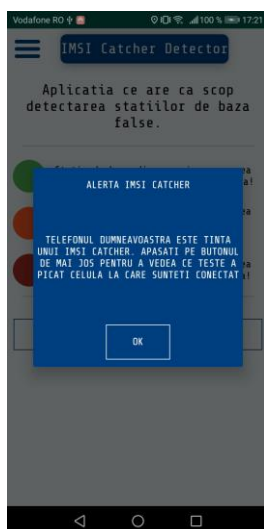 Vodafone RO
100 %
17:21
IMSI Catcher Detector
Aplicatia ce are ca scop
detectarea statiilor de baza
false.
ALERTA IMSI CATCHER
TELEFONUL DUMNEAVOASTRA ESTE TINTA
UNUI IMSI CATCHER. APASATI PE BUTONUL
DE MAI JOS PENTRU A VEDEA CE TESTE A
PICAT CELULA LA CARE SUNTETI CONECTAT
OK